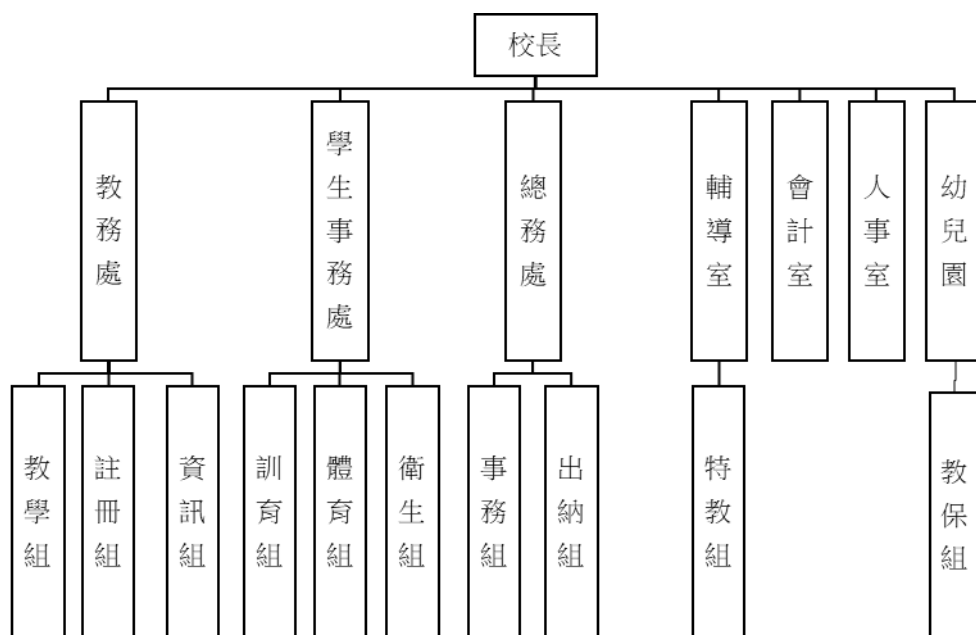 校長
教務處
學生事務處
總務處
輔導室
會計室
人事室
幼兒園
教學組
註冊組
資訊組
訓育組
體育組
衛生組
事務組
出納組
特教組
教保組